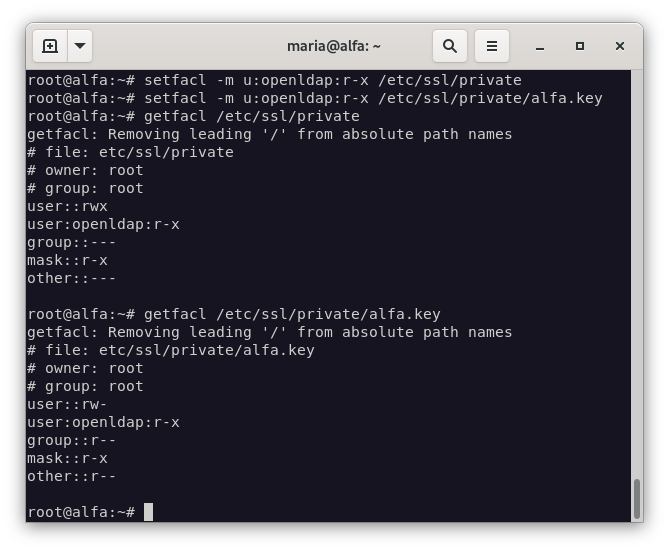 maria@alfa: ~
root@alfa:~# setfacl -m u:openldap:r-x /etc/ssl/private
root@alfa:~# setfacl -m u:openldap:r-x /etc/ssl/private/alfa.key
root@alfa:~# getfacl /etc/ssl/private
getfacl: Removing leading '/' from absolute path names
# file: etc/ssl/private
# owner: root
# group: root
user::rwx
user:openldap:r-x
group::---
mask::r-x
other::---
root@alfa:~# getfacl /etc/ssl/private/alfa.key
getfacl: Removing leading '/' from absolute path names
# file: etc/ssl/private/alfa.key
# owner: root
# group: root
user::rw-
user:openldap:r-x
group::r--
mask::r-x
other::r--
root@alfa:~#